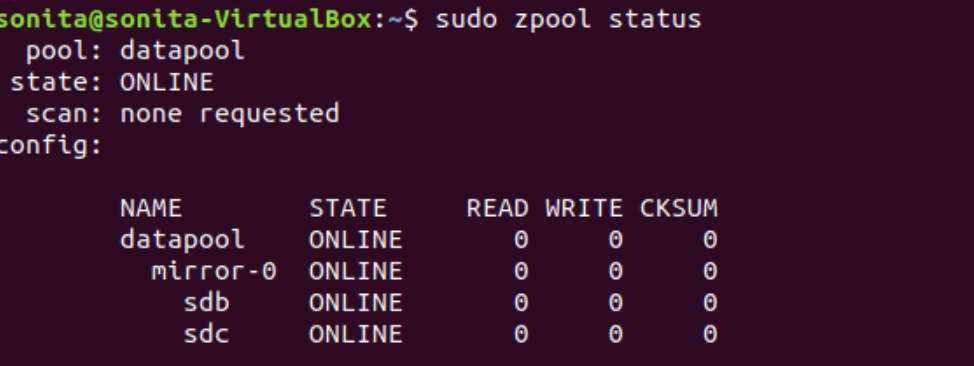 sonita@sonita-VirtualBox:~$ sudo zpool status
  pool: datapool
 state: ONLINE
  scan: none requested
config:

        NAME        STATE     READ WRITE CKSUM
        datapool    ONLINE       0     0     0
          mirror-0  ONLINE       0     0     0
            sdb     ONLINE       0     0     0
            sdc     ONLINE       0     0     0